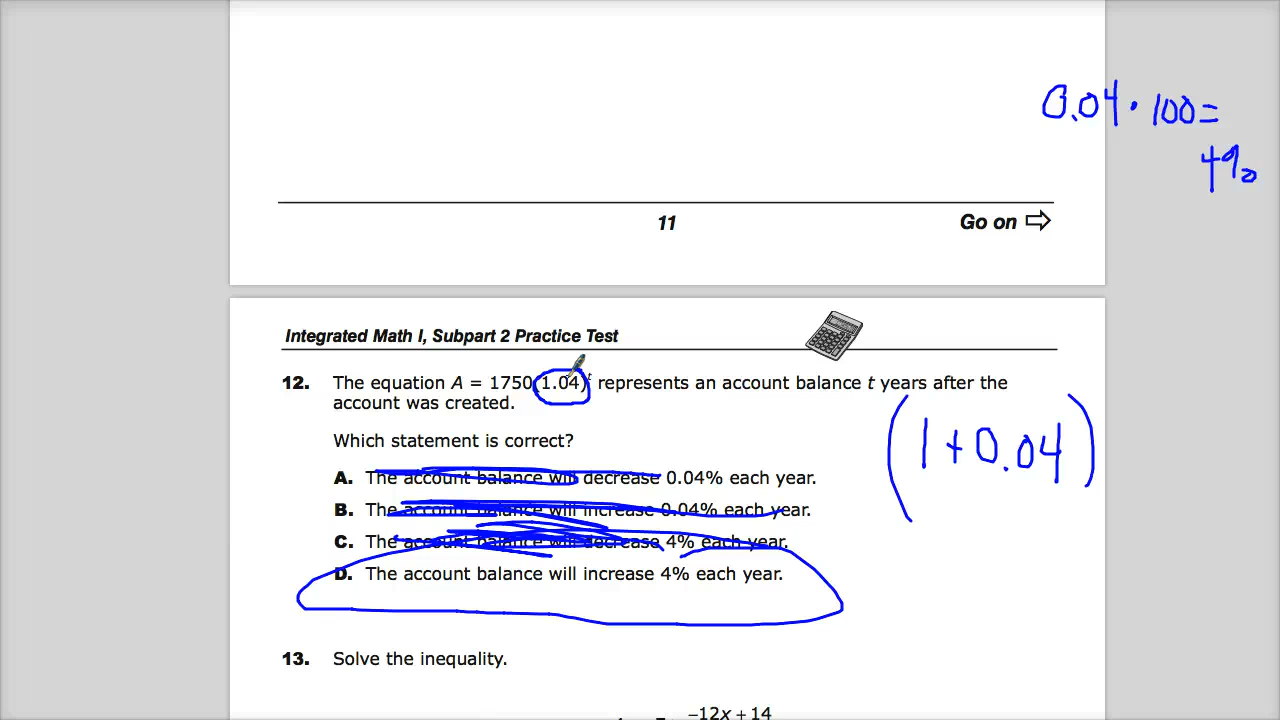 0.04 · 100 =
4%
11
Go on
Integrated Math I, Subpart 2 Practice Test
12. The equation A = 1750(1.04)^t represents an account balance t years after the
account was created.
(1 + 0.04)
Which statement is correct?
A. The account balance will decrease 0.04% each year.
B. The account balance will increase 0.04% each year.
C. The account balance will decrease 4% each year.
D. The account balance will increase 4% each year.
13. Solve the inequality.
−12x + 14